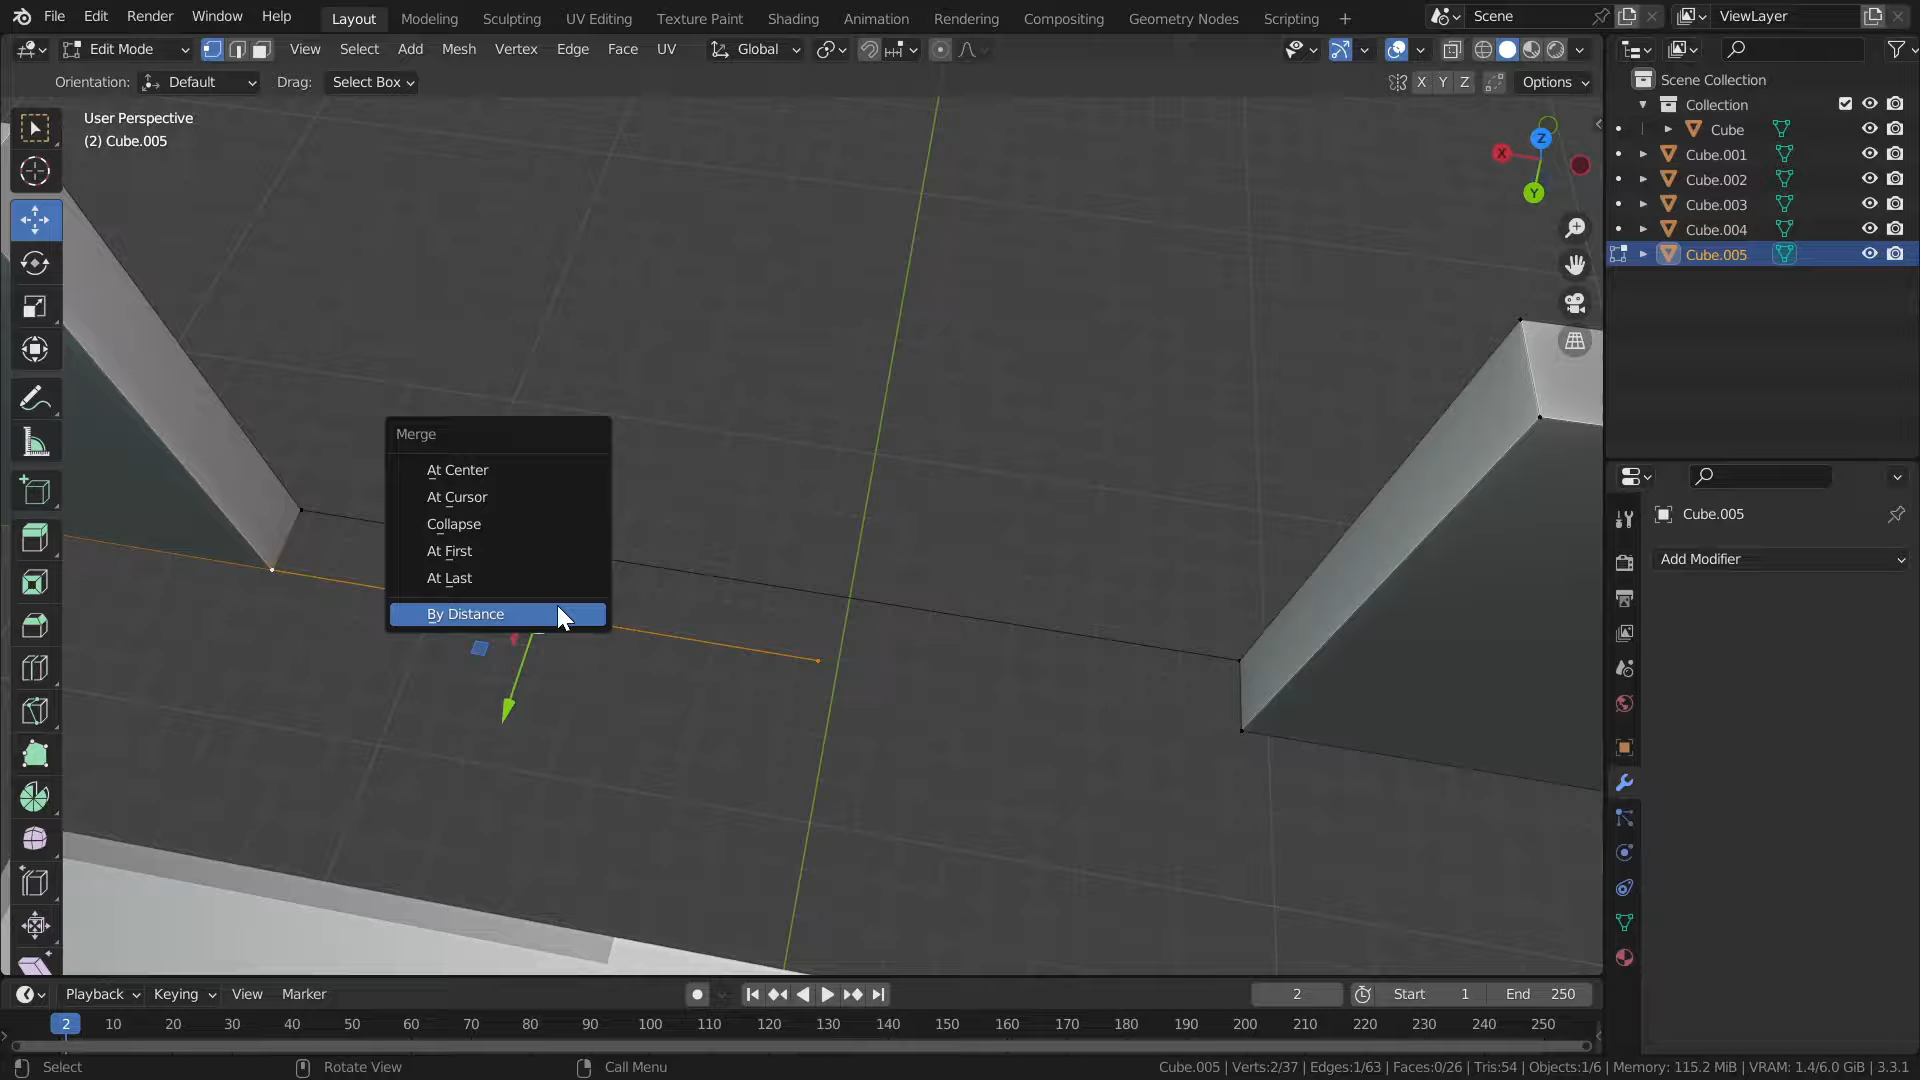 File Edit Render Window Help Layout Modeling Sculpting UV Editing Texture Paint Shading Animation Rendering Compositing Geometry Nodes Scripting + Scene ViewLayer
Edit Mode View Select Add Mesh Vertex Edge Face UV Global
Orientation: Default Drag: Select Box X Y Z Options
User Perspective
(2) Cube.005
X
Z
Y
Merge
At Center
At Cursor
Collapse
At First
At Last
By Distance
Scene Collection
Collection
Cube
Cube.001
Cube.002
Cube.003
Cube.004
Cube.005
Cube.005
Add Modifier
Playback Keying View Marker 2 Start 1 End 250
2 10 20 30 40 50 60 70 80 90 100 110 120 130 140 150 160 170 180 190 200 210 220 230 240 250
Select Rotate View Call Menu Cube.005 | Verts:2/37 | Edges:1/63 | Faces:0/26 | Tris:54 | Objects:1/6 | Memory: 115.2 MiB | VRAM: 1.4/6.0 GiB | 3.3.1